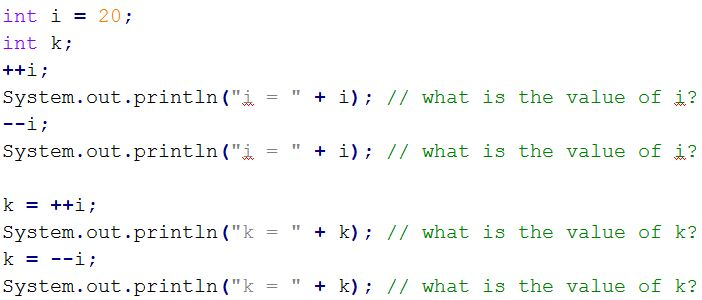 int i = 20;
int k;
++i;
System.out.println("i = " + i); // what is the value of i?
--i;
System.out.println("i = " + i); // what is the value of i?
k = ++i;
System.out.println("k = " + k); // what is the value of k?
k = --i;
System.out.println("k = " + k); // what is the value of k?